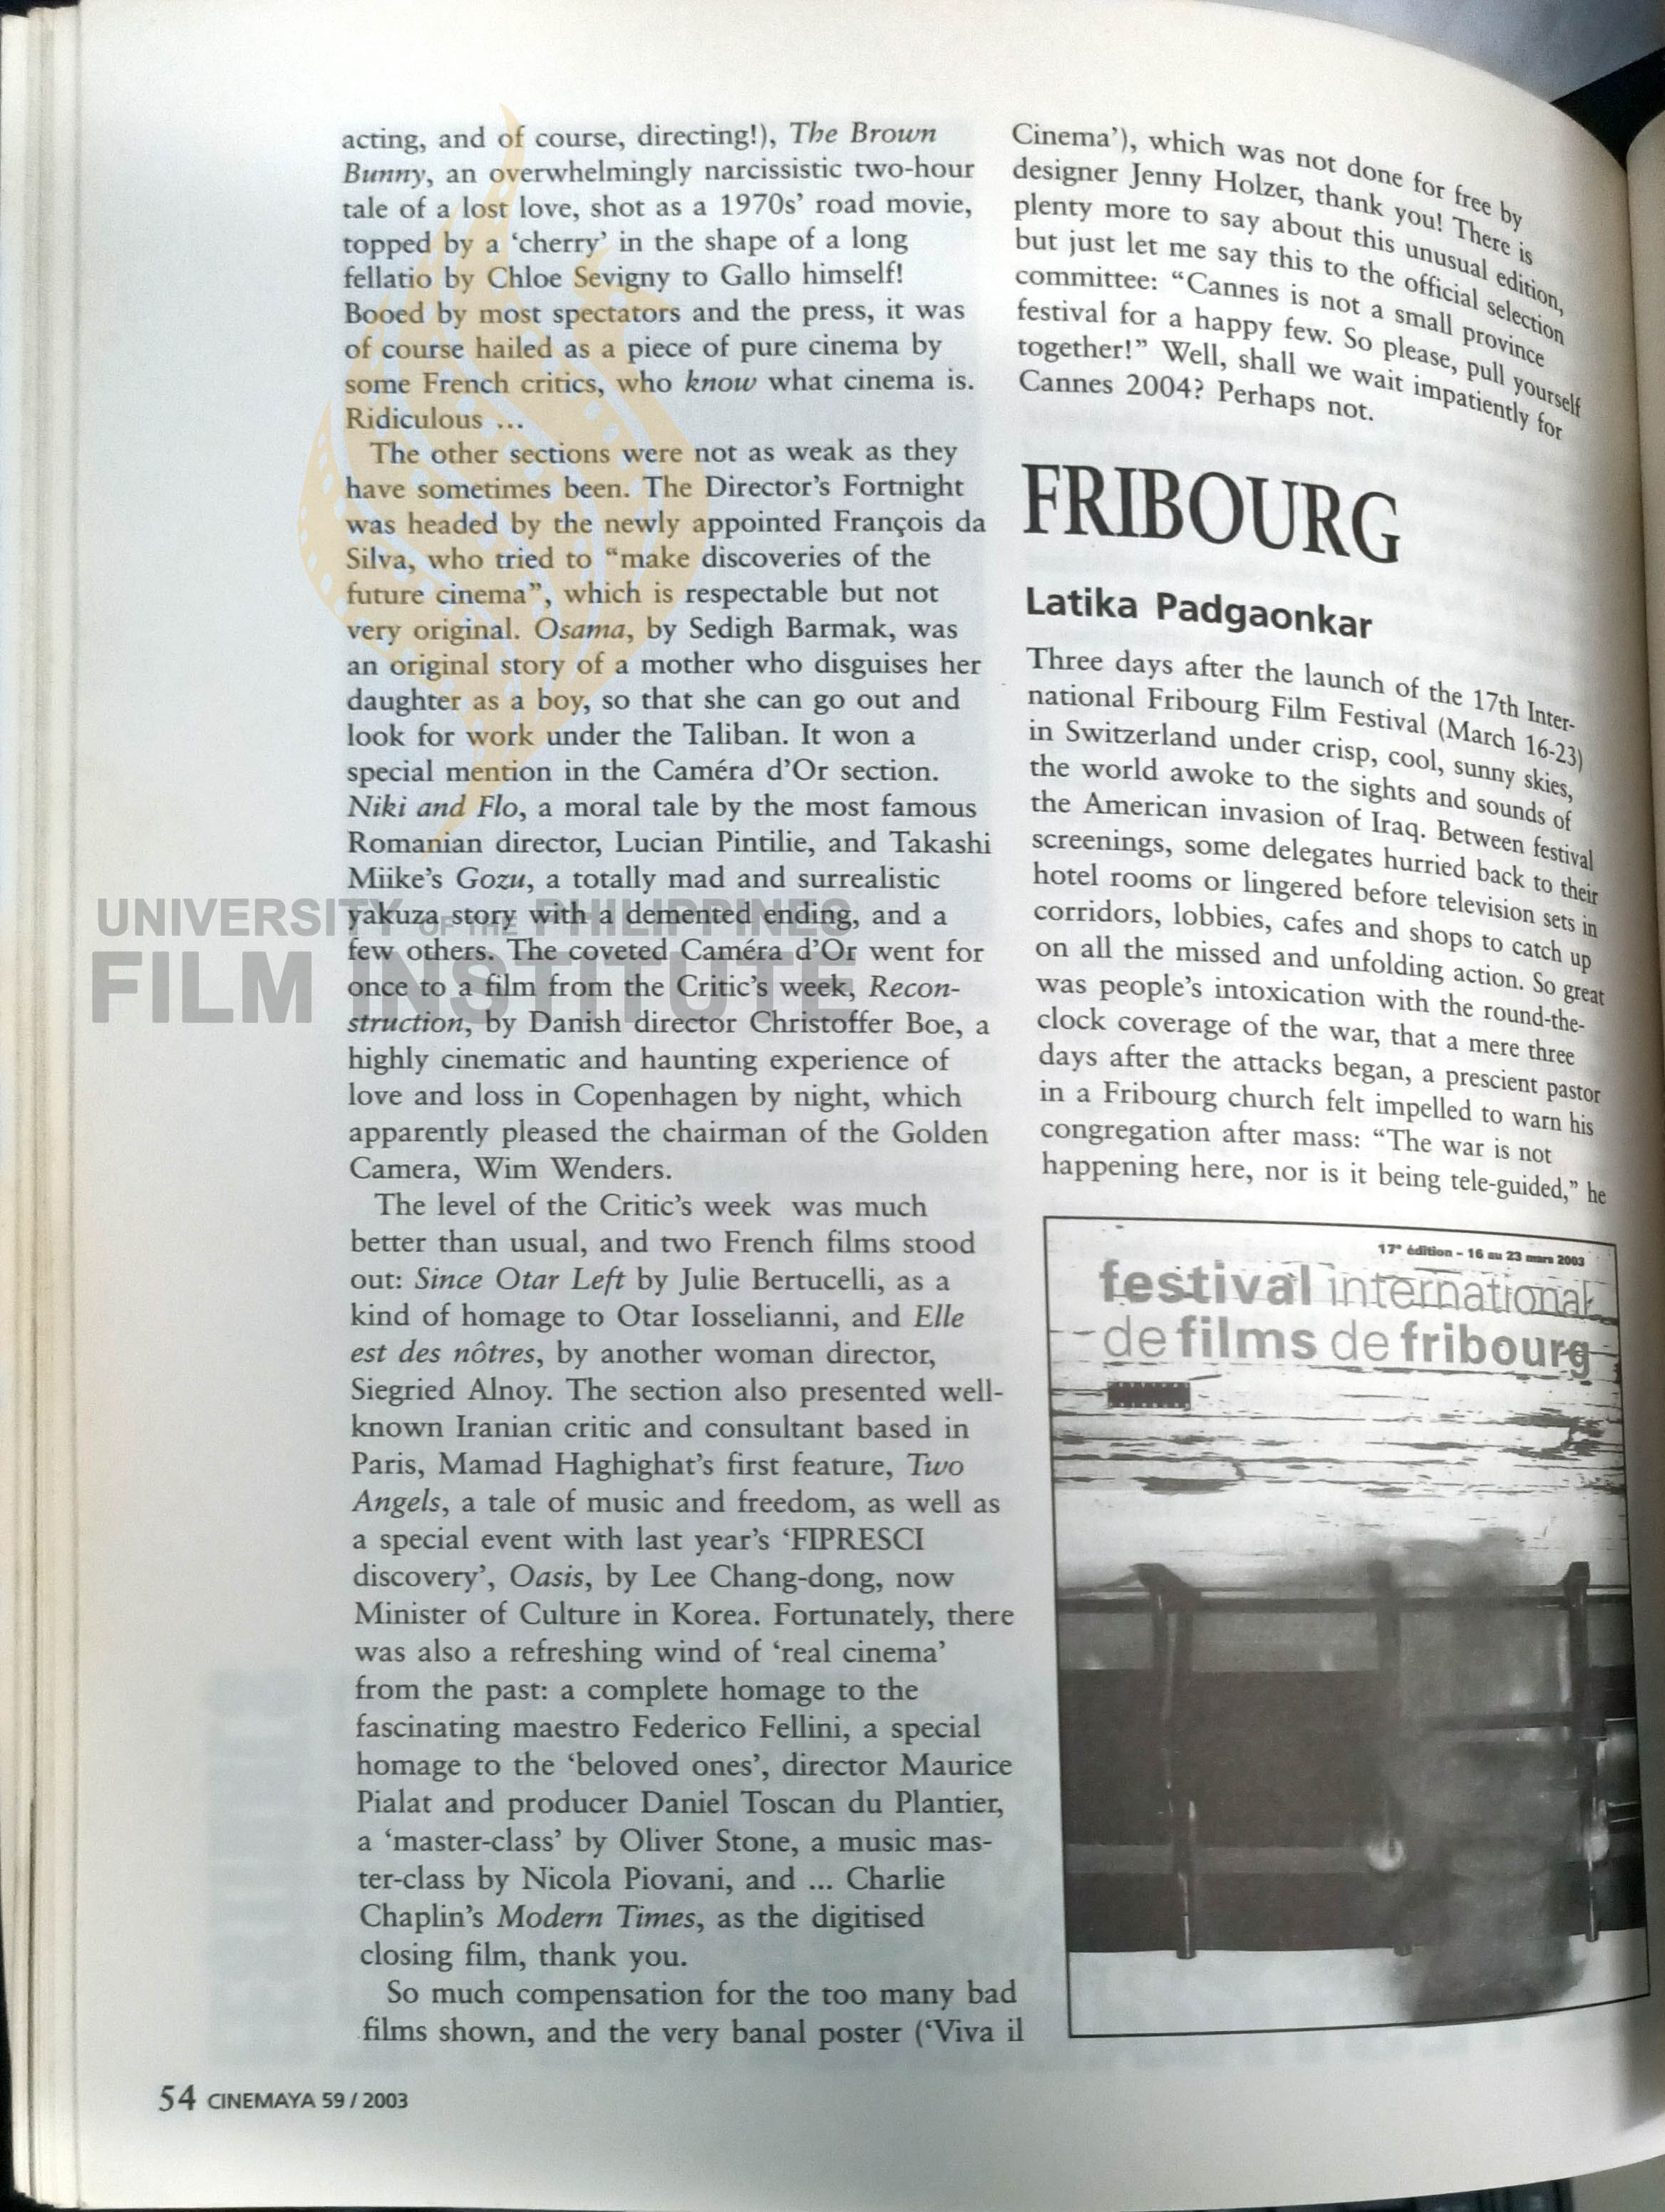 acting, and of course, directing!), The Brown
Bunny, an overwhelmingly narcissistic two-hour
tale of a lost love, shot as a 1970s' road movie,
topped by a ‘cherry’ in the shape of a long
fellatio by Chloe Sevigny to Gallo himself!
Booed by most spectators and the press, it was
of course hailed as a piece of pure cinema by
some French critics, who know what cinema is.
Ridiculous ...
The other sections were not as weak as they
have sometimes been. The Director's Fortnight
was headed by the newly appointed François da
Silva, who tried to “make discoveries of the
future cinema”, which is respectable but not
very original. Osama, by Sedigh Barmak, was
an original story of a mother who disguises her
daughter as a boy, so that she can go out and
look for work under the Taliban. It won a
special mention in the Caméra d'Or section.
Niki and Flo, a moral tale by the most famous
Romanian director, Lucian Pintilie, and Takashi
Miike's Gozu, a totally mad and surrealistic
yakuza story with a demented ending, and a
few others. The coveted Caméra d'Or went for
once to a film from the Critic's week, Recon-
struction, by Danish director Christoffer Boe, a
highly cinematic and haunting experience of
love and loss in Copenhagen by night, which
apparently pleased the chairman of the Golden
Camera, Wim Wenders.
The level of the Critic's week was much
better than usual, and two French films stood
out: Since Otar Left by Julie Bertucelli, as a
kind of homage to Otar Iosselianni, and Elle
est des nôtres, by another woman director,
Siegried Alnoy. The section also presented well-
known Iranian critic and consultant based in
Paris, Mamad Haghighat's first feature, Two
Angels, a tale of music and freedom, as well as
a special event with last year's ‘FIPRESCI
discovery’, Oasis, by Lee Chang-dong, now
Minister of Culture in Korea. Fortunately, there
was also a refreshing wind of ‘real cinema’
from the past: a complete homage to the
fascinating maestro Federico Fellini, a special
homage to the ‘beloved ones’, director Maurice
Pialat and producer Daniel Toscan du Plantier,
a ‘master-class’ by Oliver Stone, a music mas-
ter-class by Nicola Piovani, and ... Charlie
Chaplin's Modern Times, as the digitised
closing film, thank you.
So much compensation for the too many bad
films shown, and the very banal poster (‘Viva il
Cinema’), which was not done for free by
designer Jenny Holzer, thank you! There is
plenty more to say about this unusual edition,
but just let me say this to the official selection
committee: “Cannes is not a small province
festival for a happy few. So please, pull yourself
together!” Well, shall we wait impatiently for
Cannes 2004? Perhaps not.
FRIBOURG
Latika Padgaonkar
Three days after the launch of the 17th Inter-
national Fribourg Film Festival (March 16-23)
in Switzerland under crisp, cool, sunny skies,
the world awoke to the sights and sounds of
the American invasion of Iraq. Between festival
screenings, some delegates hurried back to their
hotel rooms or lingered before television sets in
corridors, lobbies, cafes and shops to catch up
on all the missed and unfolding action. So great
was people's intoxication with the round-the-
clock coverage of the war, that a mere three
days after the attacks began, a prescient pastor
in a Fribourg church felt impelled to warn his
congregation after mass: “The war is not
happening here, nor is it being tele-guided,” he
17e édition - 16 au 23 mars 2003
festival international
de films de fribourg
54 CINEMAYA 59 / 2003
UNIVERSITY OF THE PHILIPPINES
FILM INSTITUTE